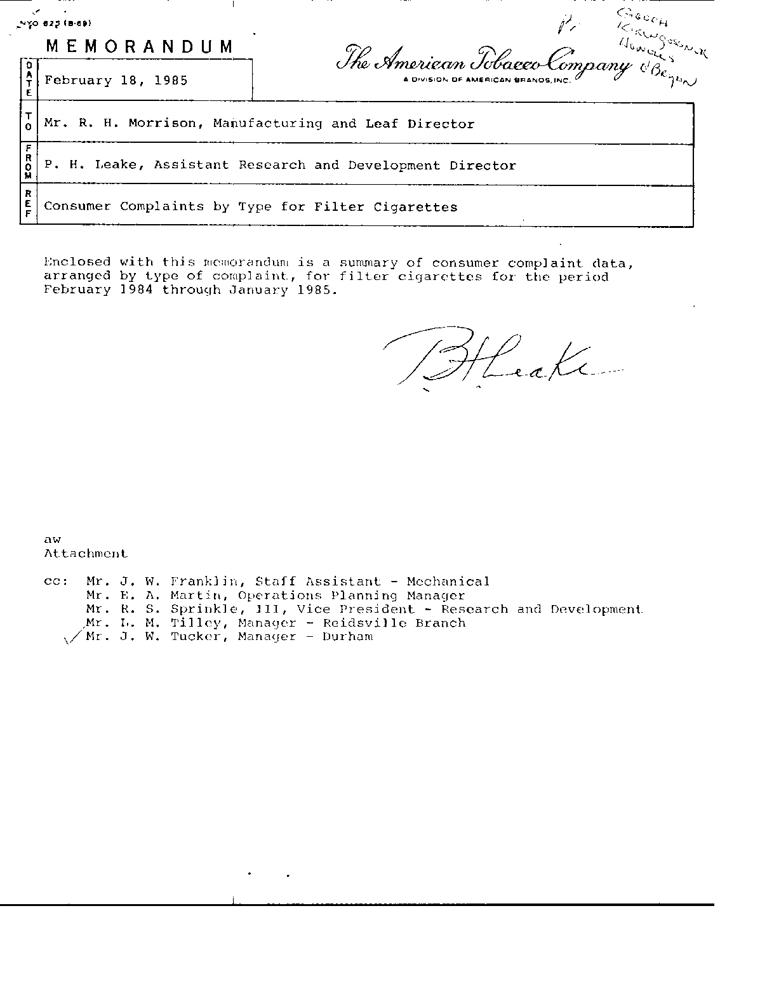 NYO 622 (8-69)
MEMORANDUM
The American Tobacco Company
A DIVISION OF AMERICAN BRANDS, INC.
GOOCH
HOWELLS
O'Bryan
DATE
February 18, 1985
TO
Mr. R. H. Morrison, Manufacturing and Leaf Director
FROM
P. H. Leake, Assistant Research and Development Director
REF
Consumer Complaints by Type for Filter Cigarettes
Enclosed with this memorandum is a summary of consumer complaint data,
arranged by type of complaint, for filter cigarettes for the period
February 1984 through January 1985.
PHLeake
aw
Attachment
cc: Mr. J. W. Franklin, Staff Assistant - Mechanical
Mr. E. A. Martin, Operations Planning Manager
Mr. R. S. Sprinkle, III, Vice President - Research and Development
Mr. L. M. Tilley, Manager - Reidsville Branch
Mr. J. W. Tucker, Manager - Durham